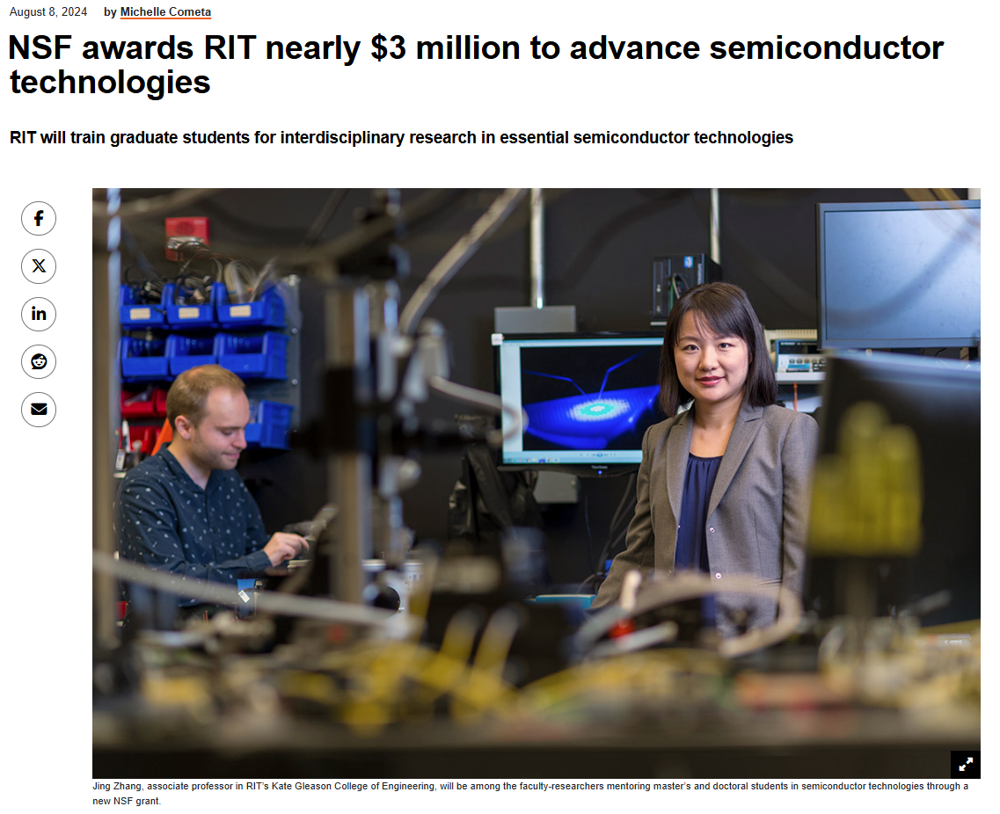 August 8, 2024 by Michelle Cometa
NSF awards RIT nearly $3 million to advance semiconductor
technologies
RIT will train graduate students for interdisciplinary research in essential semiconductor technologies
Jing Zhang, associate professor in RIT's Kate Gleason College of Engineering, will be among the faculty-researchers mentoring master's and doctoral students in semiconductor technologies through a
new NSF grant.